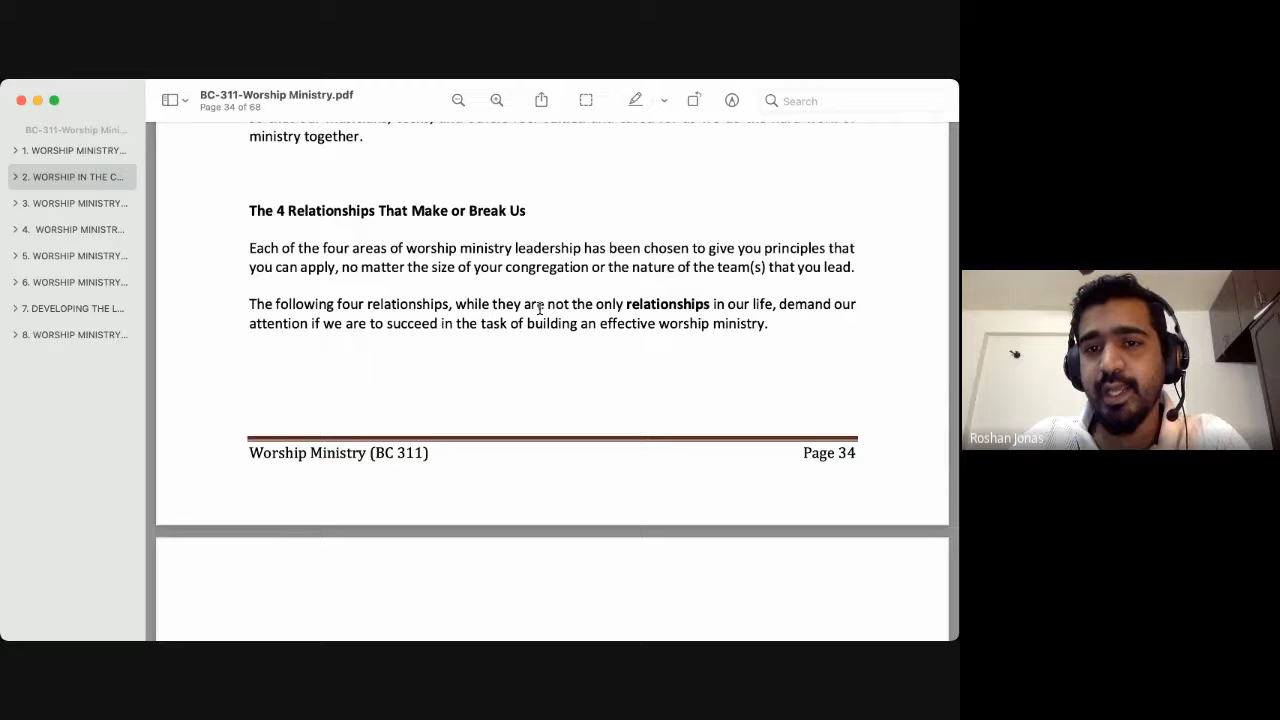 BC-311-Worship Ministry.pdf
Page 34 of 68
Search
BC-311-Worship Mini...
1. WORSHIP MINISTRY...
2. WORSHIP IN THE C...
3. WORSHIP MINISTRY...
4. WORSHIP MINISTR...
5. WORSHIP MINISTRY...
6. WORSHIP MINISTRY...
7. DEVELOPING THE L...
8. WORSHIP MINISTRY...
ministry together.
The 4 Relationships That Make or Break Us
Each of the four areas of worship ministry leadership has been chosen to give you principles that
you can apply, no matter the size of your congregation or the nature of the team(s) that you lead.
The following four relationships, while they are not the only relationships in our life, demand our
attention if we are to succeed in the task of building an effective worship ministry.
Worship Ministry (BC 311)
Page 34
Roshan Jonas